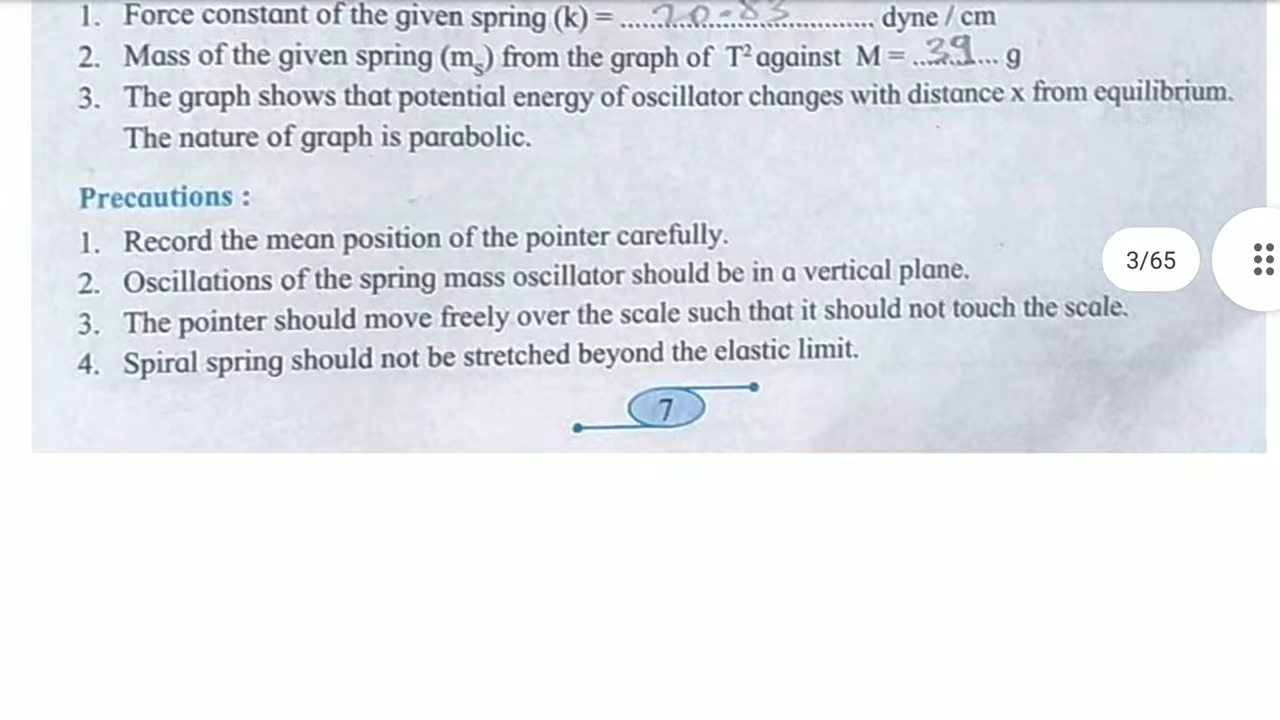 1. Force constant of the given spring (k) = ....20-83.... dyne / cm
2. Mass of the given spring (mₛ) from the graph of T² against M = ..39... g
3. The graph shows that potential energy of oscillator changes with distance x from equilibrium.
The nature of graph is parabolic.
Precautions :
1. Record the mean position of the pointer carefully.
2. Oscillations of the spring mass oscillator should be in a vertical plane.
3. The pointer should move freely over the scale such that it should not touch the scale.
4. Spiral spring should not be stretched beyond the elastic limit.
3/65
7